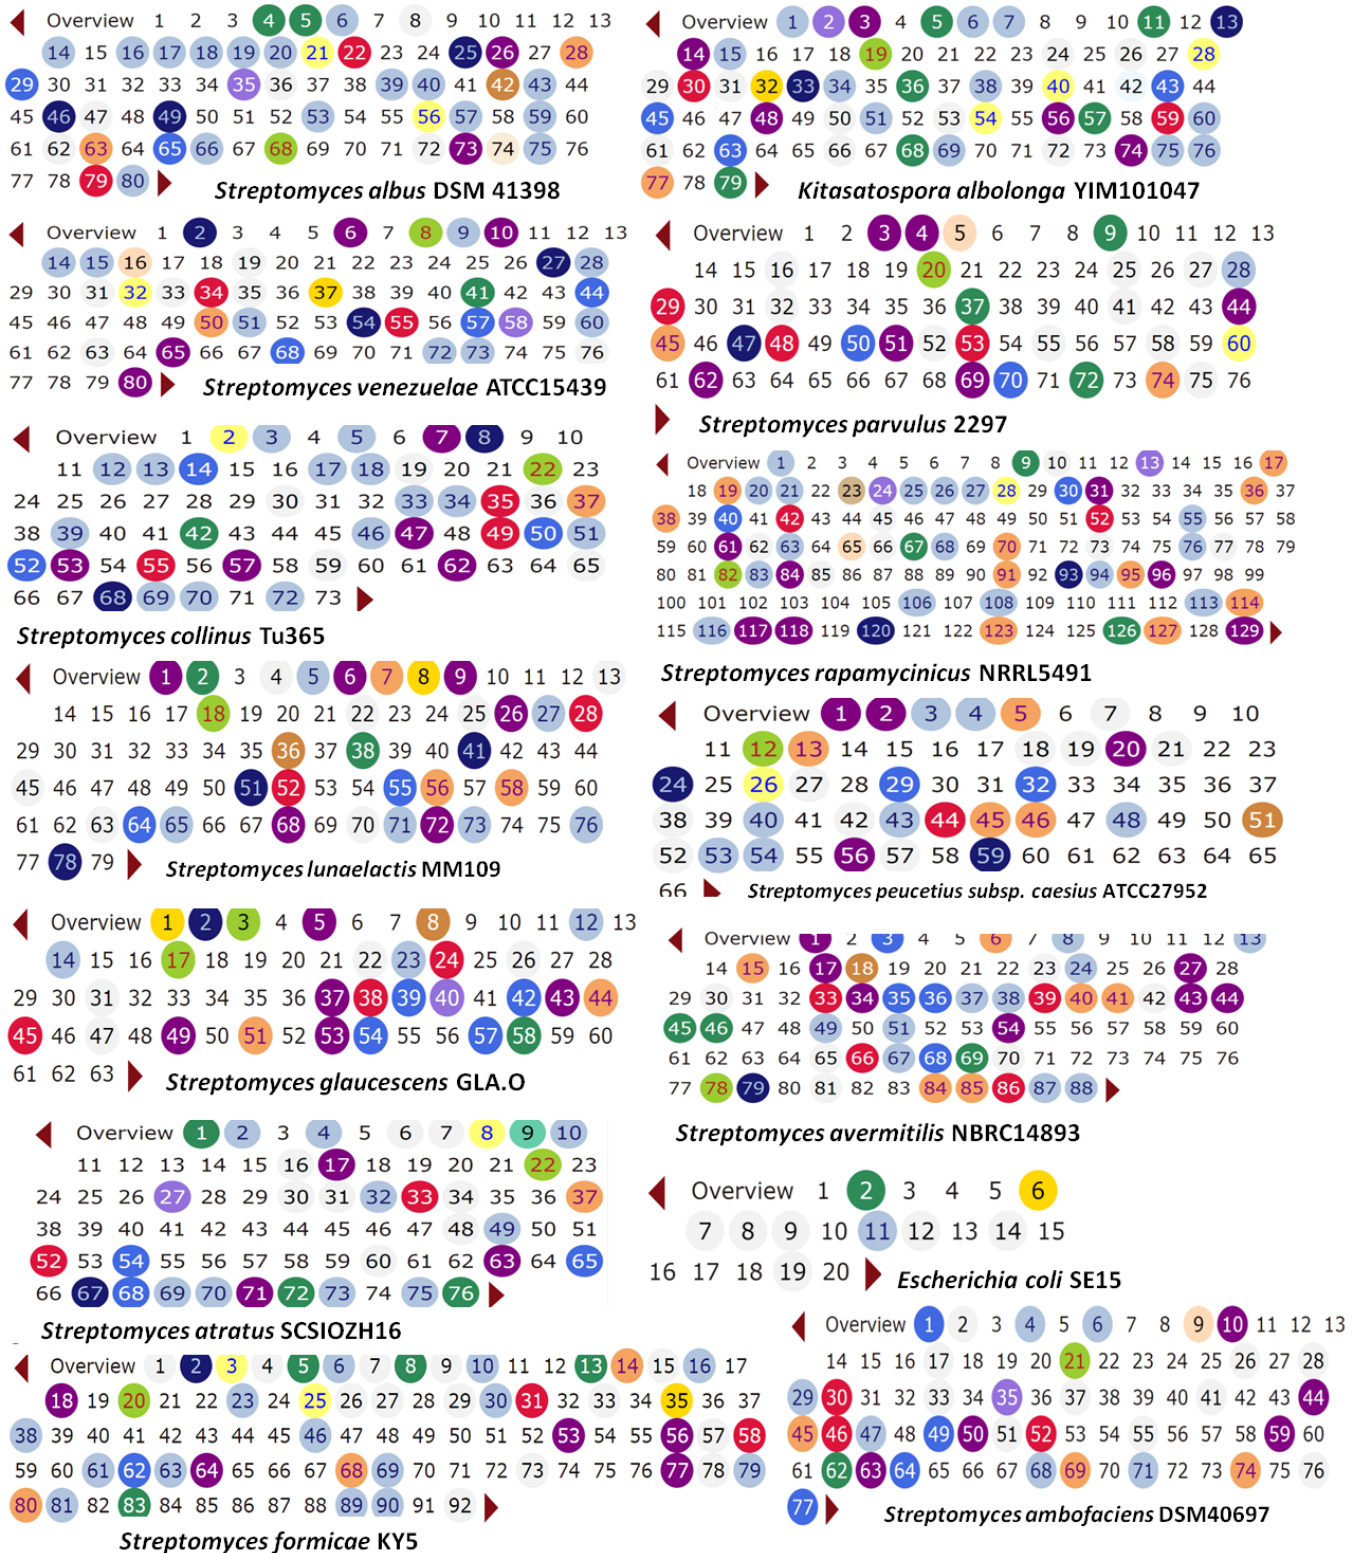 Overview 1 2 3 4 5 6 7 8 9 10 11 12 13
14 15 16 17 18 19 20 21 22 23 24 25 26 27 28
29 30 31 32 33 34 35 36 37 38 39 40 41 42 43 44
45 46 47 48 49 50 51 52 53 54 55 56 57 58 59 60
61 62 63 64 65 66 67 68 69 70 71 72 73 74 75 76
77 78 79 80
Streptomyces albus DSM 41398
Overview 1 2 3 4 5 6 7 8 9 10 11 12 13
14 15 16 17 18 19 20 21 22 23 24 25 26 27 28
29 30 31 32 33 34 35 36 37 38 39 40 41 42 43 44
45 46 47 48 49 50 51 52 53 54 55 56 57 58 59 60
61 62 63 64 65 66 67 68 69 70 71 72 73 74 75 76
77 78 79
Kitasatospora albolonga YIM101047
Overview 1 2 3 4 5 6 7 8 9 10 11 12 13
14 15 16 17 18 19 20 21 22 23 24 25 26 27 28
29 30 31 32 33 34 35 36 37 38 39 40 41 42 43 44
45 46 47 48 49 50 51 52 53 54 55 56 57 58 59 60
61 62 63 64 65 66 67 68 69 70 71 72 73 74 75 76
77 78 79 80
Streptomyces venezuelae ATCC15439
Overview 1 2 3 4 5 6 7 8 9 10 11 12 13
14 15 16 17 18 19 20 21 22 23 24 25 26 27 28
29 30 31 32 33 34 35 36 37 38 39 40 41 42 43 44
45 46 47 48 49 50 51 52 53 54 55 56 57 58 59 60
61 62 63 64 65 66 67 68 69 70 71 72 73 74 75 76
Streptomyces parvulus 2297
Overview 1 2 3 4 5 6 7 8 9 10
11 12 13 14 15 16 17 18 19 20 21 22 23
24 25 26 27 28 29 30 31 32 33 34 35 36 37
38 39 40 41 42 43 44 45 46 47 48 49 50 51
52 53 54 55 56 57 58 59 60 61 62 63 64 65
66 67 68 69 70 71 72 73
Streptomyces collinus Tu365
Overview 1 2 3 4 5 6 7 8 9 10 11 12 13 14 15 16 17
18 19 20 21 22 23 24 25 26 27 28 29 30 31 32 33 34 35 36 37
38 39 40 41 42 43 44 45 46 47 48 49 50 51 52 53 54 55 56 57 58
59 60 61 62 63 64 65 66 67 68 69 70 71 72 73 74 75 76 77 78 79
80 81 82 83 84 85 86 87 88 89 90 91 92 93 94 95 96 97 98 99
100 101 102 103 104 105 106 107 108 109 110 111 112 113 114
115 116 117 118 119 120 121 122 123 124 125 126 127 128 129
Streptomyces rapamycinicus NRRL5491
Overview 1 2 3 4 5 6 7 8 9 10 11 12 13
14 15 16 17 18 19 20 21 22 23 24 25 26 27 28
29 30 31 32 33 34 35 36 37 38 39 40 41 42 43 44
45 46 47 48 49 50 51 52 53 54 55 56 57 58 59 60
61 62 63 64 65 66 67 68 69 70 71 72 73 74 75 76
77 78 79
Streptomyces lunaelactis MM109
Overview 1 2 3 4 5 6 7 8 9 10
11 12 13 14 15 16 17 18 19 20 21 22 23
24 25 26 27 28 29 30 31 32 33 34 35 36 37
38 39 40 41 42 43 44 45 46 47 48 49 50 51
52 53 54 55 56 57 58 59 60 61 62 63 64 65
66
Streptomyces peucetius subsp. caesius ATCC27952
Overview 1 2 3 4 5 6 7 8 9 10 11 12 13
14 15 16 17 18 19 20 21 22 23 24 25 26 27 28
29 30 31 32 33 34 35 36 37 38 39 40 41 42 43 44
45 46 47 48 49 50 51 52 53 54 55 56 57 58 59 60
61 62 63
Streptomyces glaucescens GLA.O
Overview 1 2 3 4 5 6 7 8 9 10 11 12 13
14 15 16 17 18 19 20 21 22 23 24 25 26 27 28
29 30 31 32 33 34 35 36 37 38 39 40 41 42 43 44
45 46 47 48 49 50 51 52 53 54 55 56 57 58 59 60
61 62 63 64 65 66 67 68 69 70 71 72 73 74 75 76
77 78 79 80 81 82 83 84 85 86 87 88
Streptomyces avermitilis NBRC14893
Overview 1 2 3 4 5 6 7 8 9 10
11 12 13 14 15 16 17 18 19 20 21 22 23
24 25 26 27 28 29 30 31 32 33 34 35 36 37
38 39 40 41 42 43 44 45 46 47 48 49 50 51
52 53 54 55 56 57 58 59 60 61 62 63 64 65
66 67 68 69 70 71 72 73 74 75 76
Streptomyces atratus SCSIOZH16
Overview 1 2 3 4 5 6
7 8 9 10 11 12 13 14 15
16 17 18 19 20
Escherichia coli SE15
Overview 1 2 3 4 5 6 7 8 9 10 11 12 13 14 15 16 17
18 19 20 21 22 23 24 25 26 27 28 29 30 31 32 33 34 35 36 37
38 39 40 41 42 43 44 45 46 47 48 49 50 51 52 53 54 55 56 57 58
59 60 61 62 63 64 65 66 67 68 69 70 71 72 73 74 75 76 77 78 79
80 81 82 83 84 85 86 87 88 89 90 91 92
Streptomyces formicae KY5
Overview 1 2 3 4 5 6 7 8 9 10 11 12 13
14 15 16 17 18 19 20 21 22 23 24 25 26 27 28
29 30 31 32 33 34 35 36 37 38 39 40 41 42 43 44
45 46 47 48 49 50 51 52 53 54 55 56 57 58 59 60
61 62 63 64 65 66 67 68 69 70 71 72 73 74 75 76
77
Streptomyces ambofaciens DSM40697